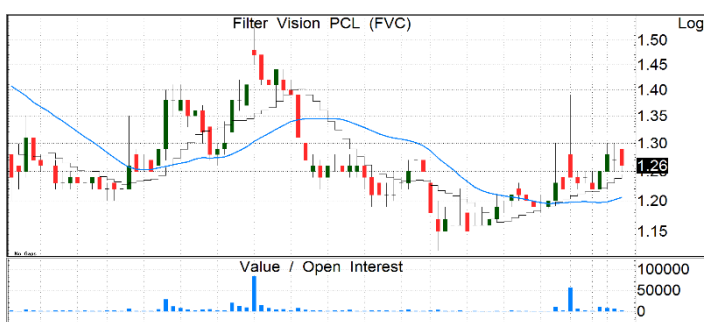 Filter Vision PCL (FVC)
Log
1.50
1.45
1.40
1.35
1.30
1.26
1.20
1.15
No Gaps
Value / Open Interest
100000
50000
0